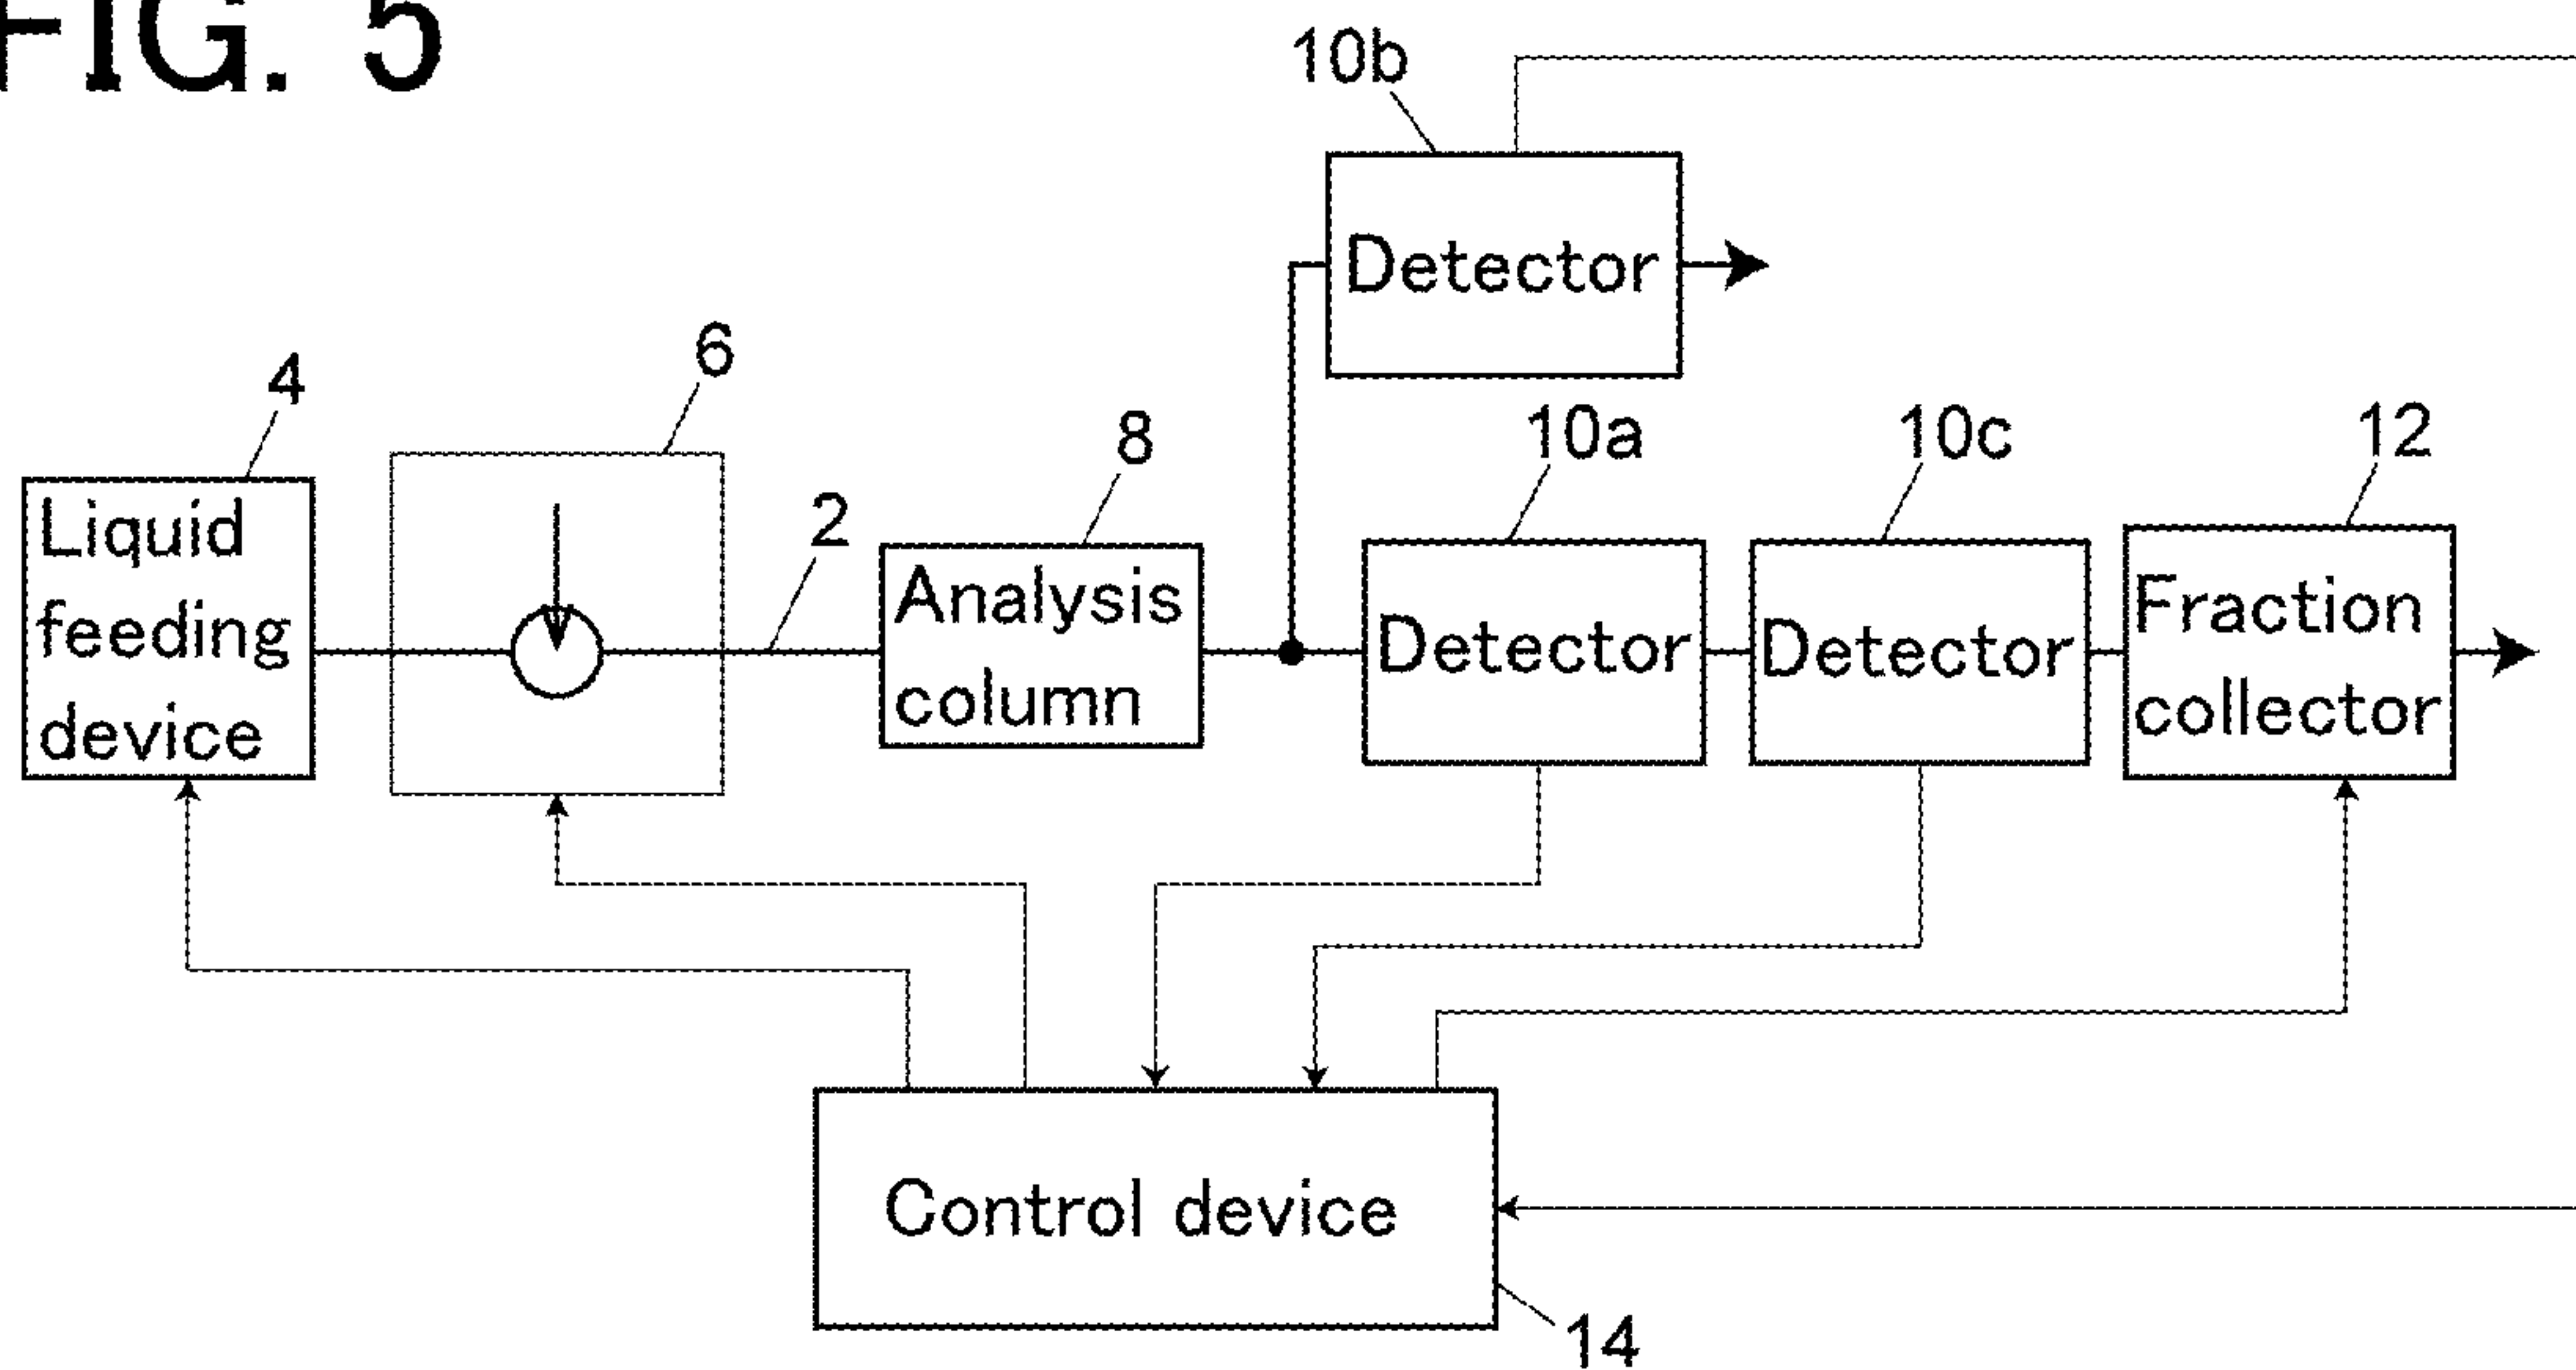 FIG. 5
10b
Detector
4
6
2
8
10a
10c
12
Liquid
feeding
device
Analysis
column
Detector
Detector
Fraction
collector
Control device
14